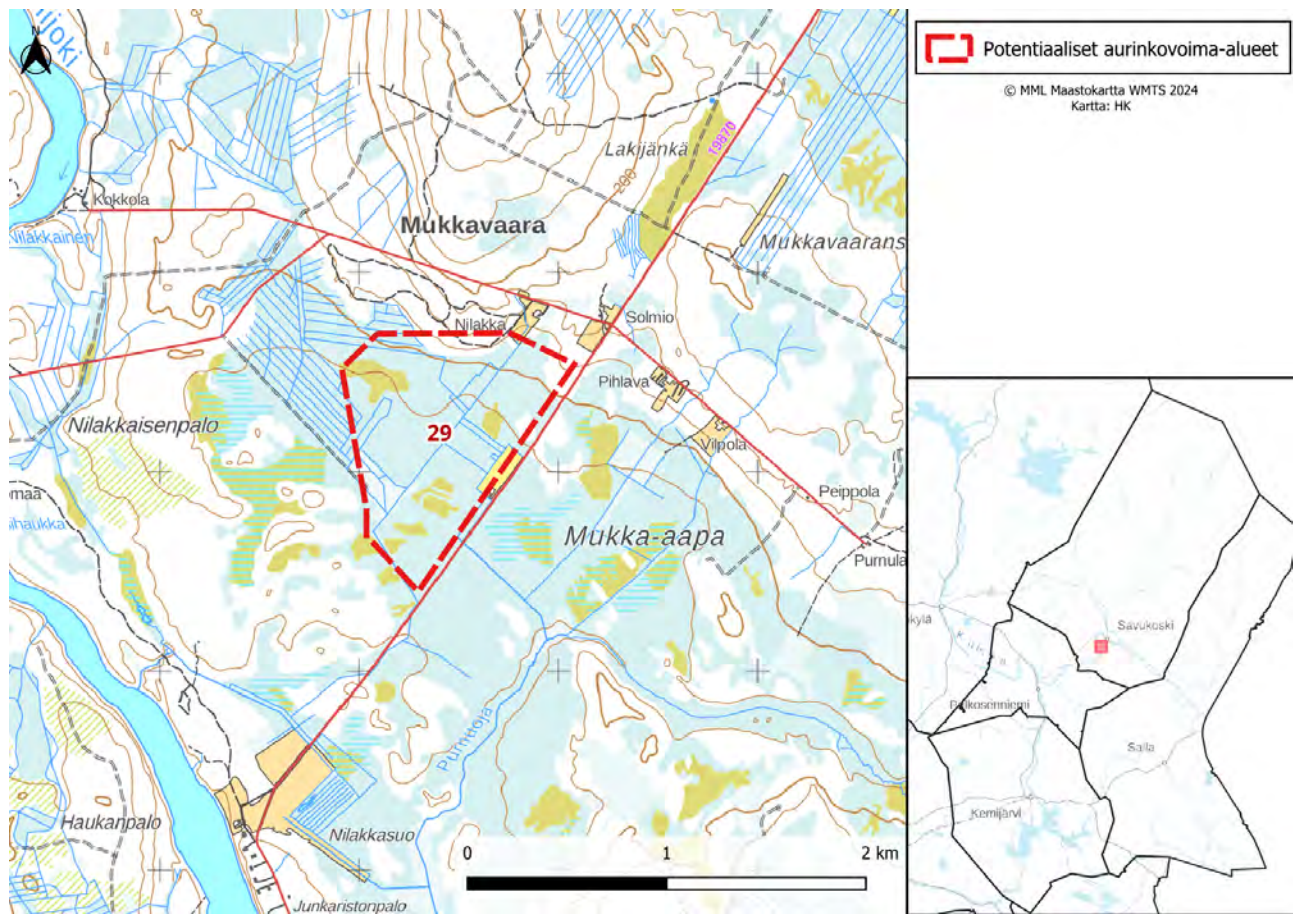 Potentiaaliset aurinkovoima-alueet
© MML Maastokartta WMTS 2024
Kartta: HK
Lakijänkä
19870
200
Kokkola
Mukkavaara
Nilakkainen
Mukkavaarans
Solmio
Nilakka
Pihlava
Nilakkaisenpalo
29
Vilpola
Peippola
Mukka-aapa
Purnula
Purnuoja
Haukanpalo
Nilakkasuo
0 1 2 km
Junkaristonpalo
Savukoski
Pelkosenniemi
Salla
Kemijärvi